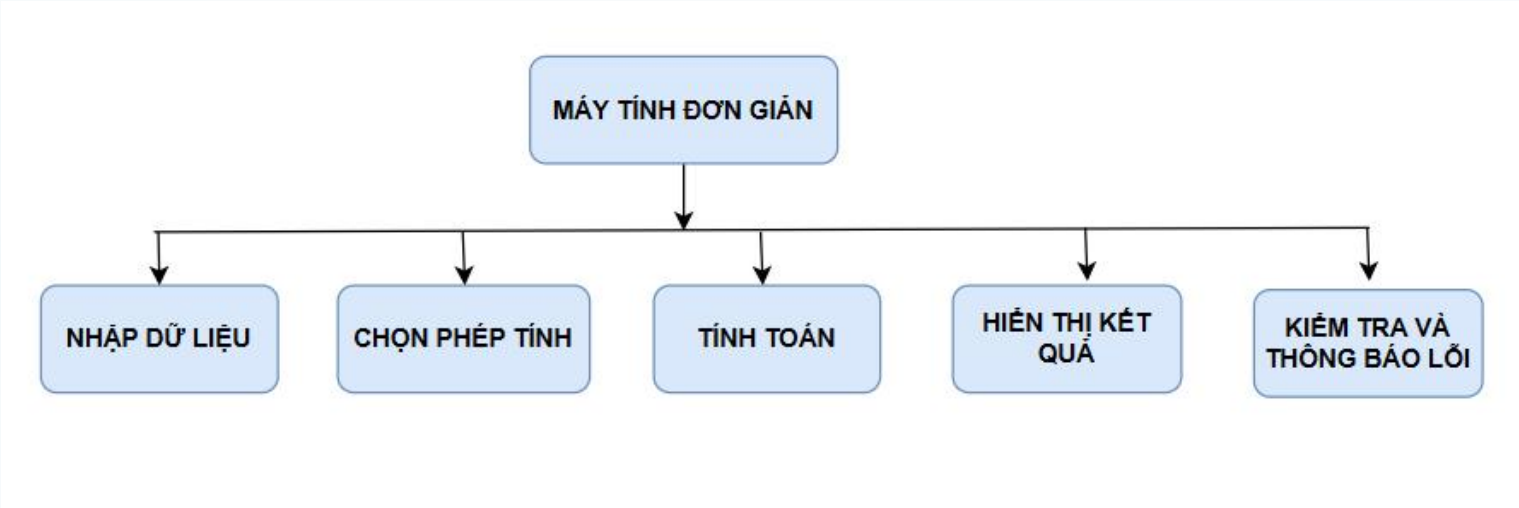 MÁY TÍNH ĐƠN GIẢN
NHẬP DỮ LIỆU
CHỌN PHÉP TÍNH
TÍNH TOÁN
HIỂN THỊ KẾT
QUẢ
KIỂM TRA VÀ
THÔNG BÁO LỖI